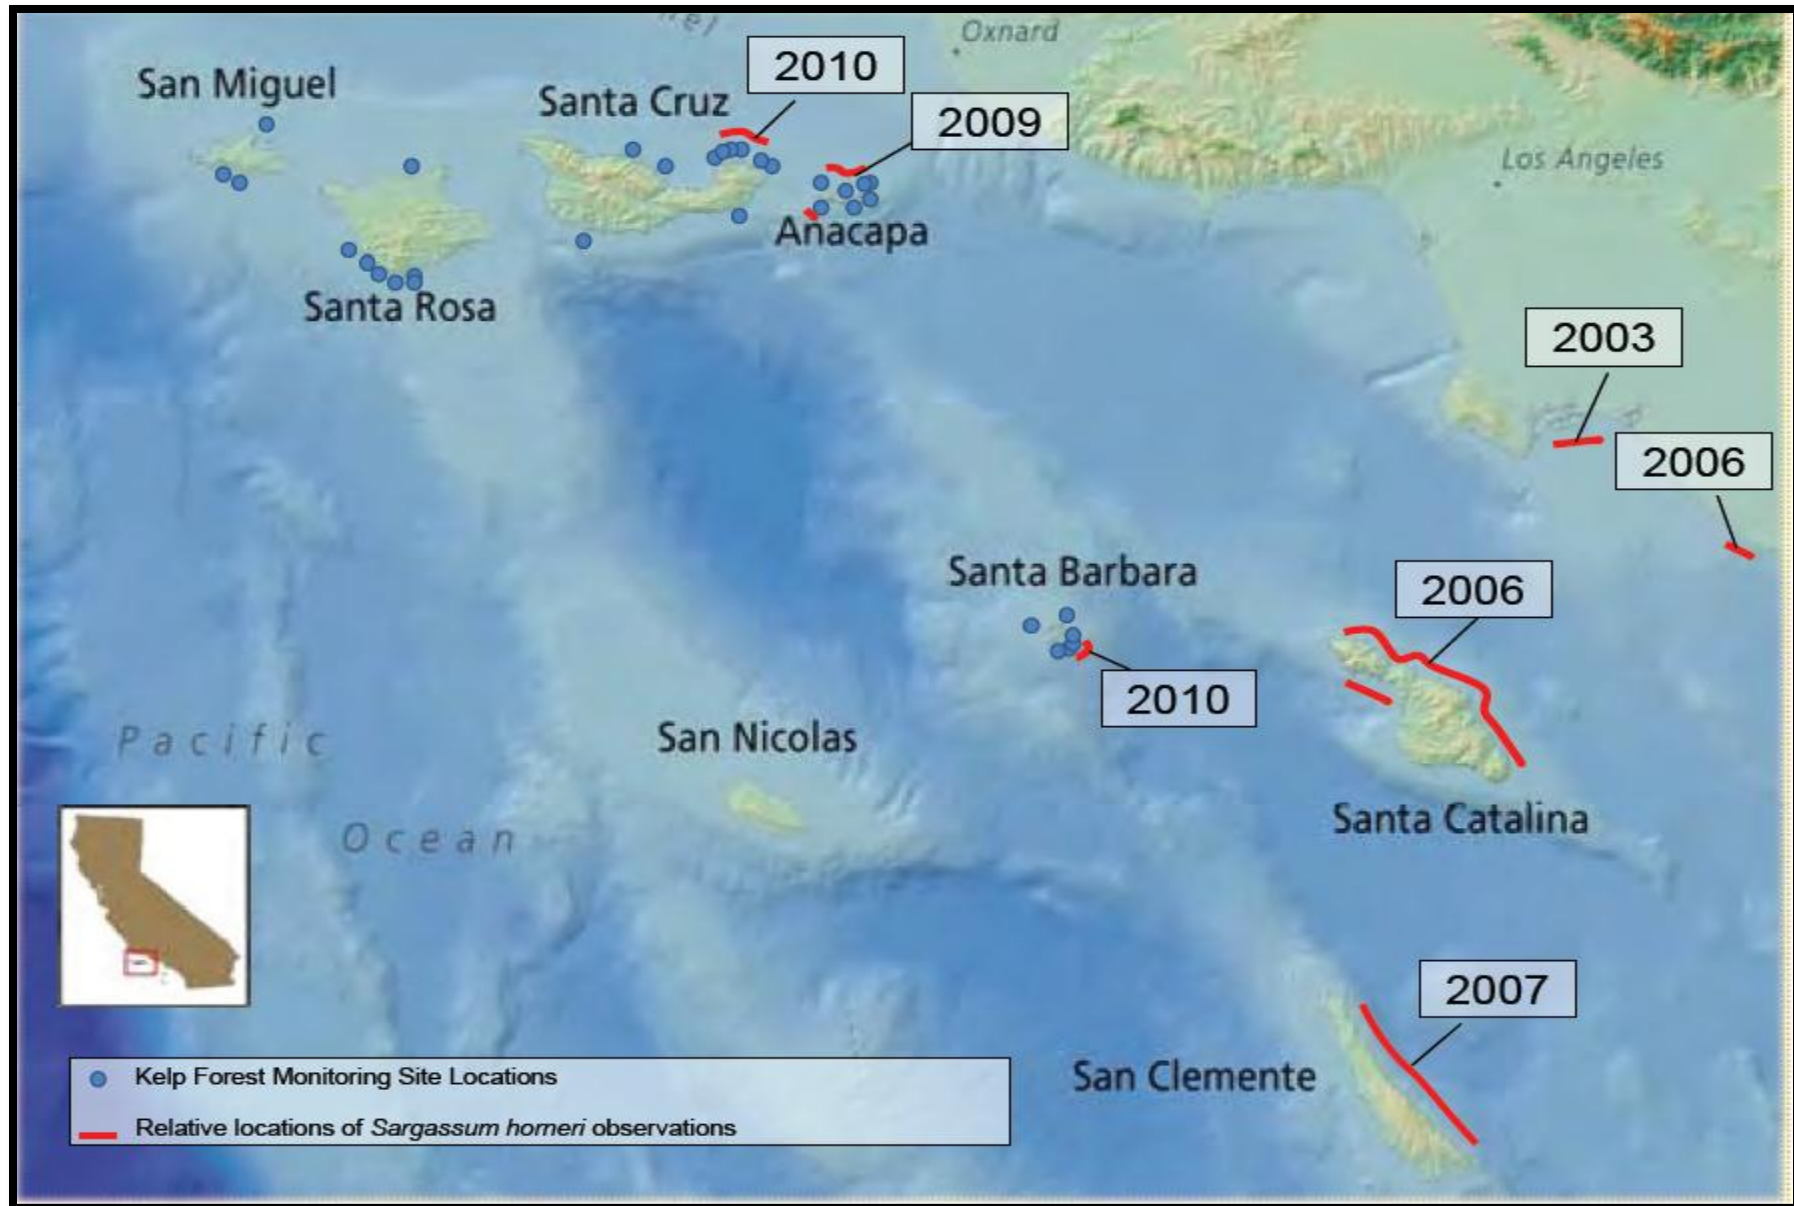 Oxnard
2010
San Miguel
Santa Cruz
2009
Los Angeles
Anacapa
Santa Rosa
2003
2006
Santa Barbara
2006
2010
San Nicolas
Pacific
Ocean
Santa Catalina
2007
San Clemente
Kelp Forest Monitoring Site Locations
Relative locations of Sargassum horneri observations